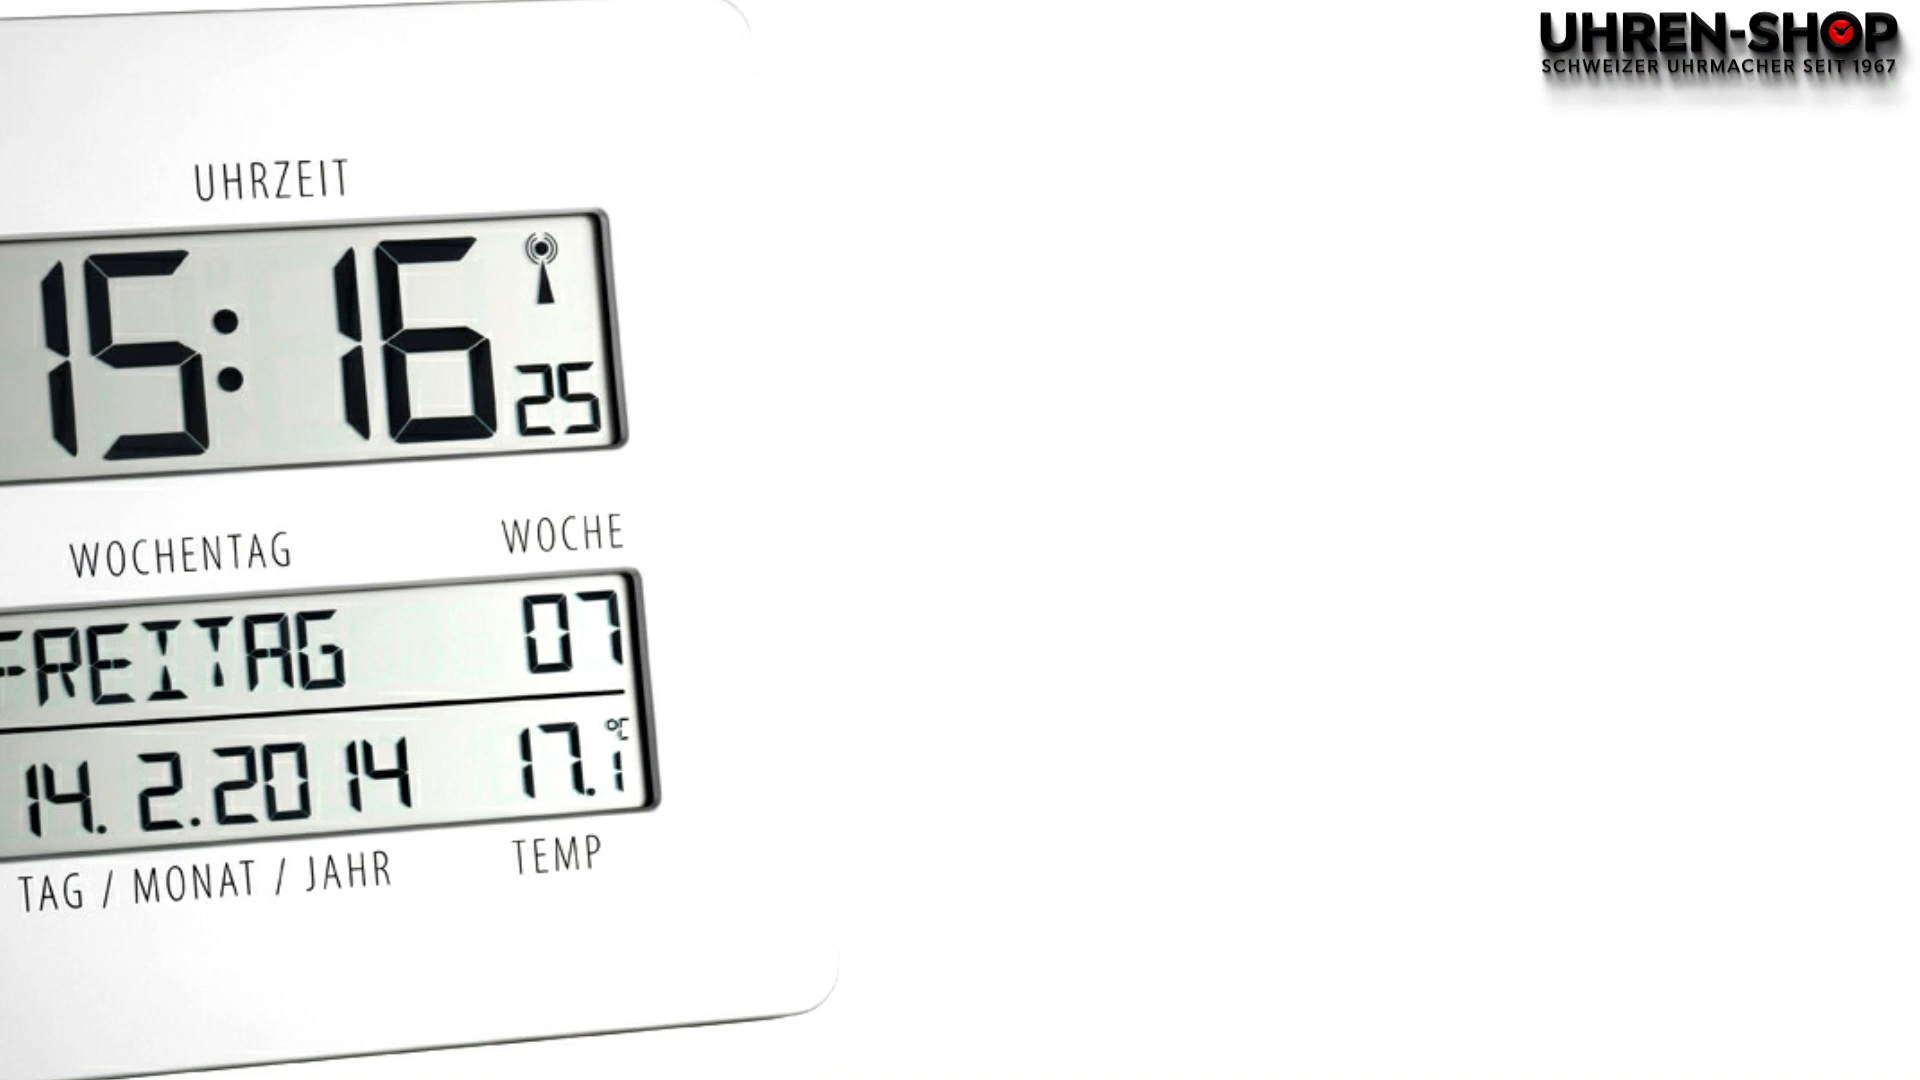 UHREN-SHOP
SCHWEIZER UHRMACHER SEIT 1967
UHRZEIT
15:16 25
WOCHENTAG WOCHE
FREITAG 07
14. 2.2014 17.1 °C
TAG / MONAT / JAHR TEMP